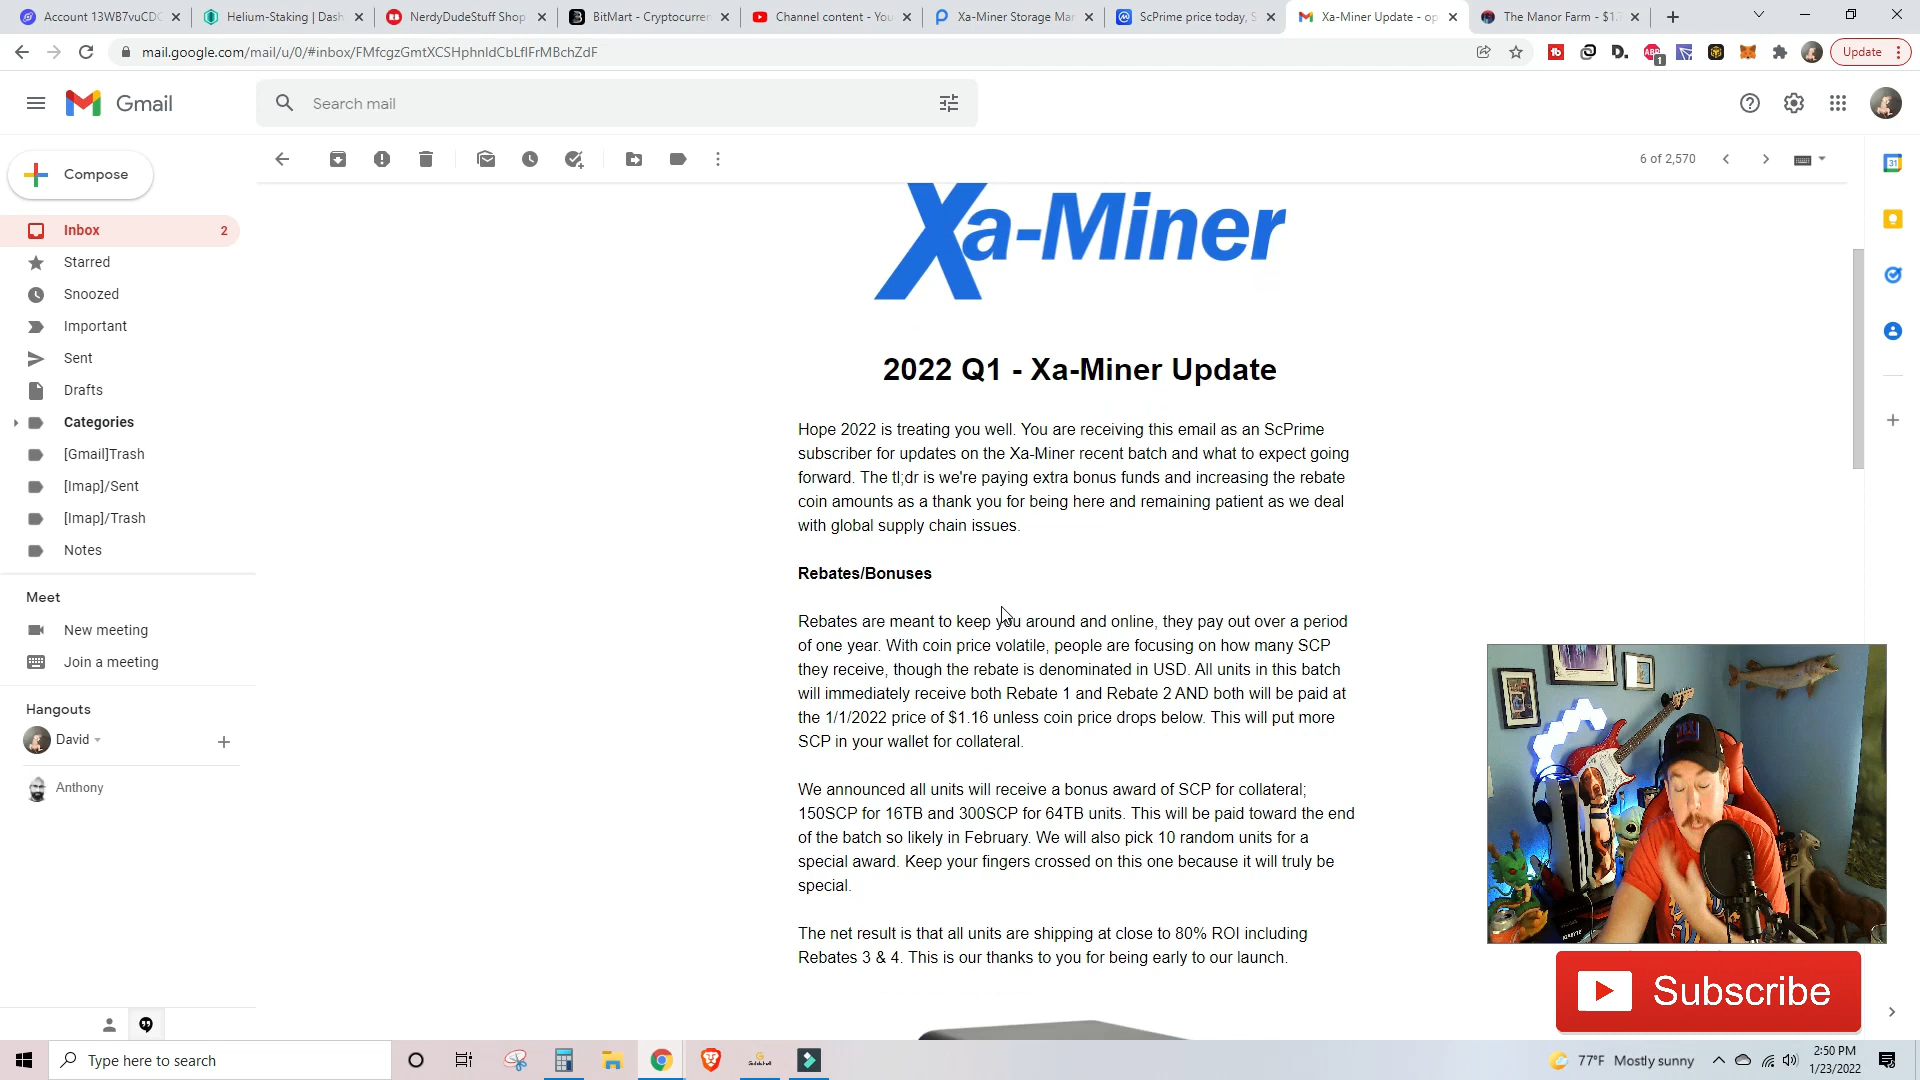 Account 13WB7vuCDC
Helium-Staking | Dash
NerdyDudeStuff Shop
BitMart - Cryptocurren
Channel content - You
Xa-Miner Storage Mar
ScPrime price today, S
Xa-Miner Update - op
The Manor Farm - $1.7
mail.google.com/mail/u/0/#inbox/FMfcgzGmtXCSHphnldCbLflFrMBchZdF
Update
Gmail
Search mail
6 of 2,570
Compose
Inbox 2
Starred
Snoozed
Important
Sent
Drafts
Categories
[Gmail]Trash
[Imap]/Sent
[Imap]/Trash
Notes
Meet
New meeting
Join a meeting
Hangouts
David
Anthony
Xa-Miner
2022 Q1 - Xa-Miner Update
Hope 2022 is treating you well. You are receiving this email as an ScPrime
subscriber for updates on the Xa-Miner recent batch and what to expect going
forward. The tl;dr is we're paying extra bonus funds and increasing the rebate
coin amounts as a thank you for being here and remaining patient as we deal
with global supply chain issues.
Rebates/Bonuses
Rebates are meant to keep you around and online, they pay out over a period
of one year. With coin price volatile, people are focusing on how many SCP
they receive, though the rebate is denominated in USD. All units in this batch
will immediately receive both Rebate 1 and Rebate 2 AND both will be paid at
the 1/1/2022 price of $1.16 unless coin price drops below. This will put more
SCP in your wallet for collateral.
We announced all units will receive a bonus award of SCP for collateral;
150SCP for 16TB and 300SCP for 64TB units. This will be paid toward the end
of the batch so likely in February. We will also pick 10 random units for a
special award. Keep your fingers crossed on this one because it will truly be
special.
The net result is that all units are shipping at close to 80% ROI including
Rebates 3 & 4. This is our thanks to you for being early to our launch.
Subscribe
Type here to search
77°F Mostly sunny
2:50 PM
1/23/2022